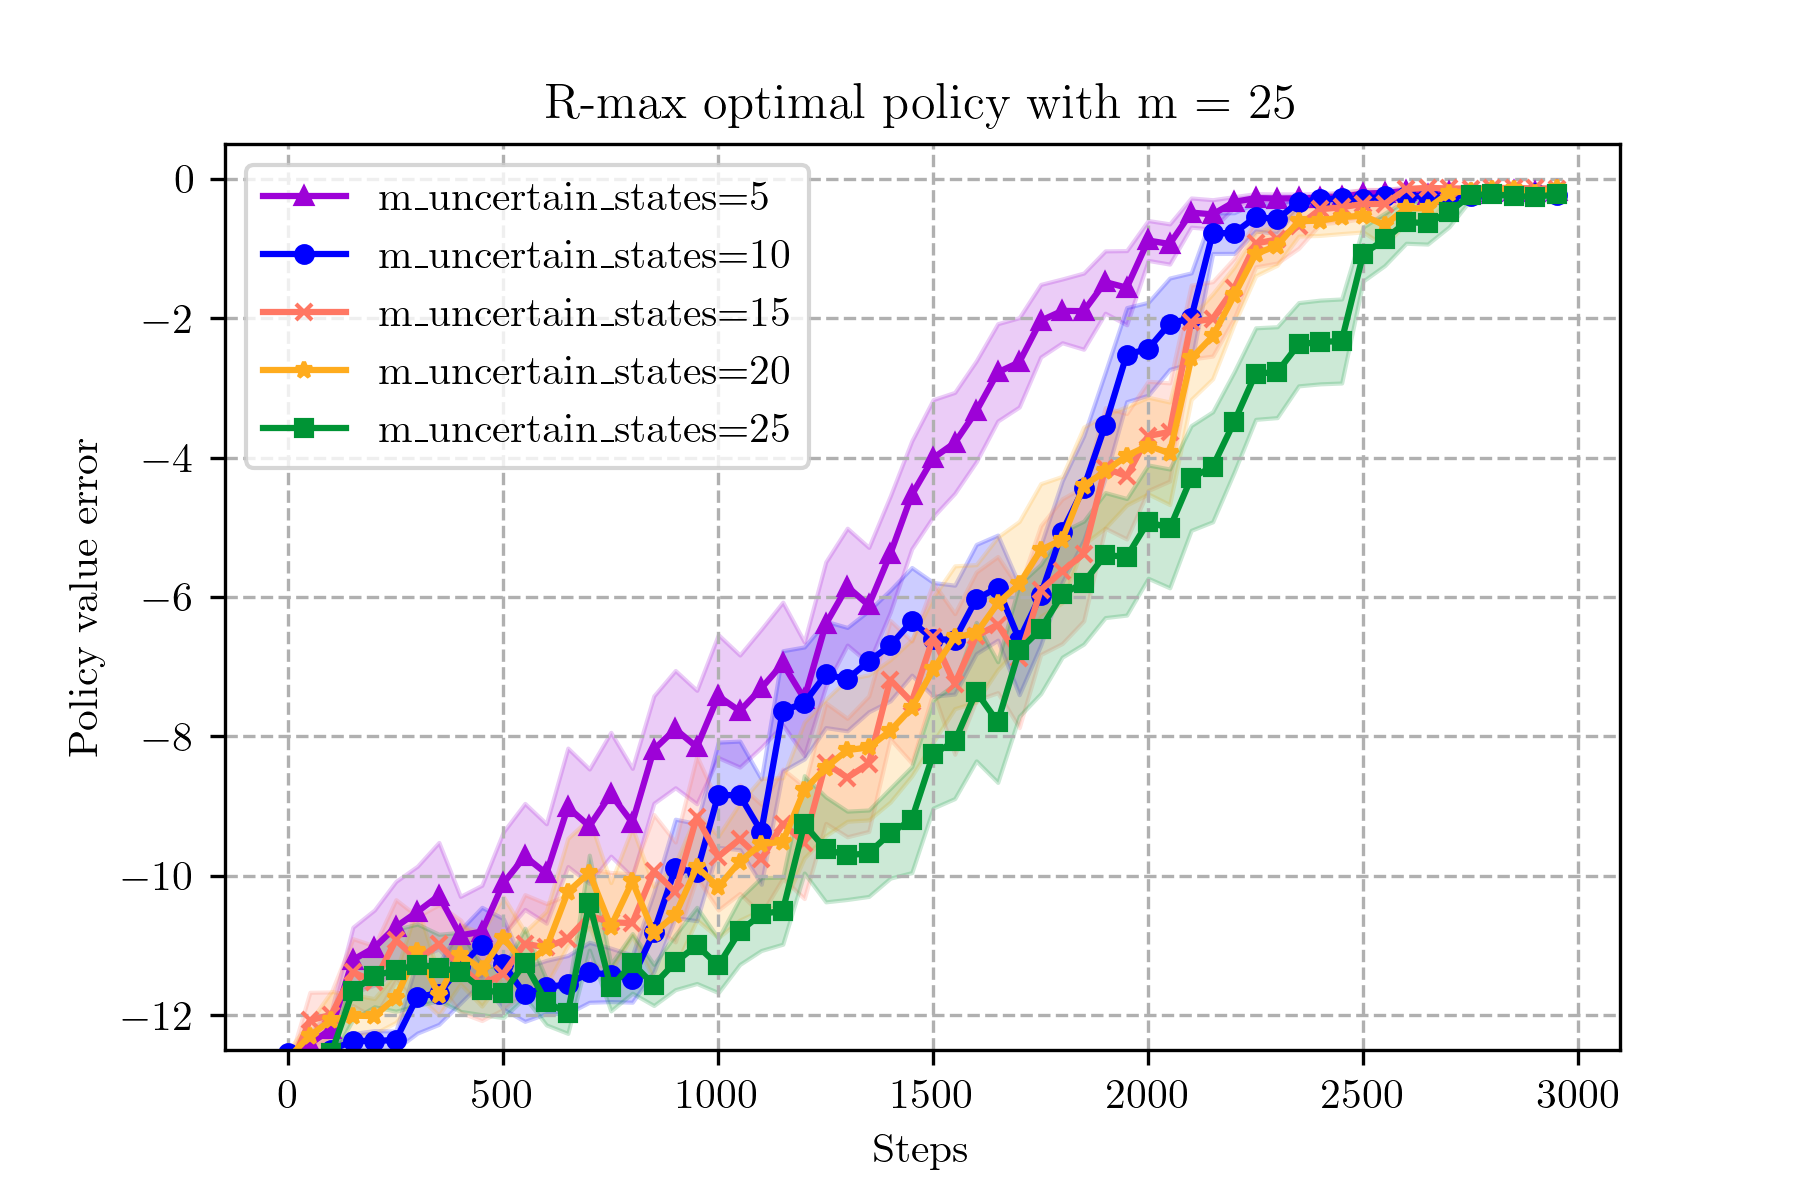 R-max optimal policy with m = 25
m_uncertain_states=5
m_uncertain_states=10
m_uncertain_states=15
m_uncertain_states=20
m_uncertain_states=25
Policy value error
0
−2
−4
−6
−8
−10
−12
0 500 1000 1500 2000 2500 3000
Steps